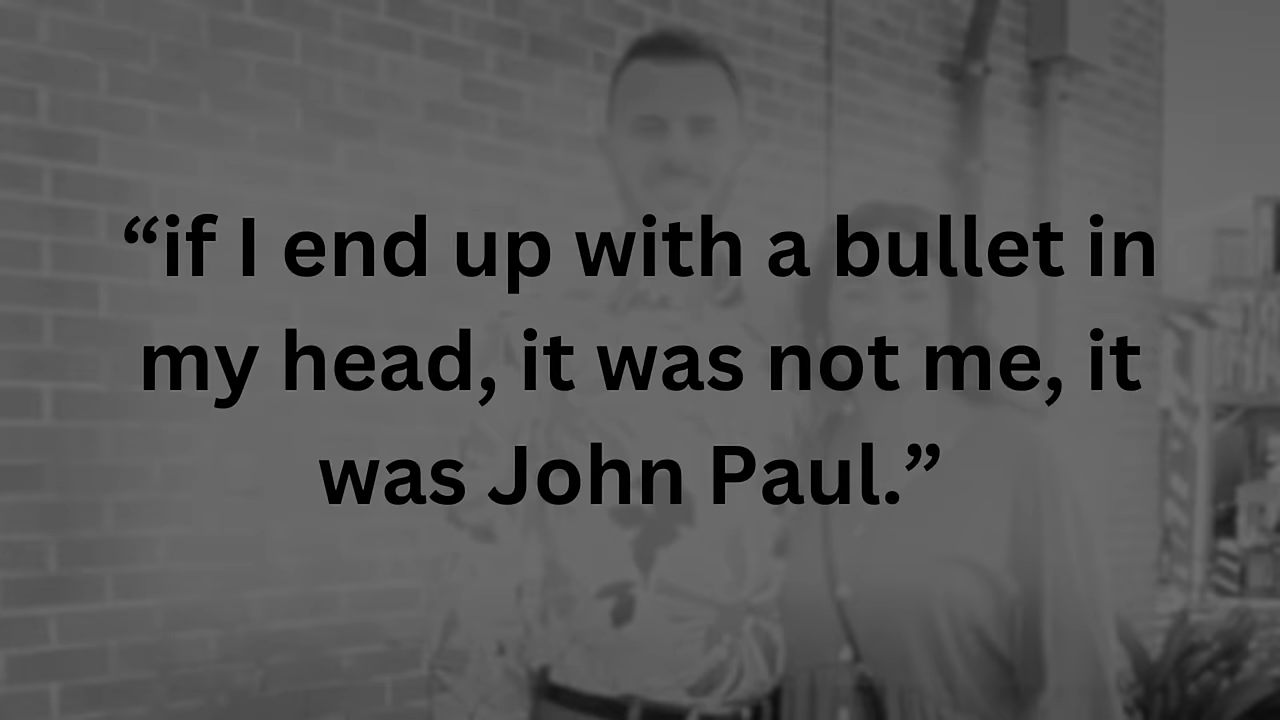 “if I end up with a bullet in
my head, it was not me, it
was John Paul.”